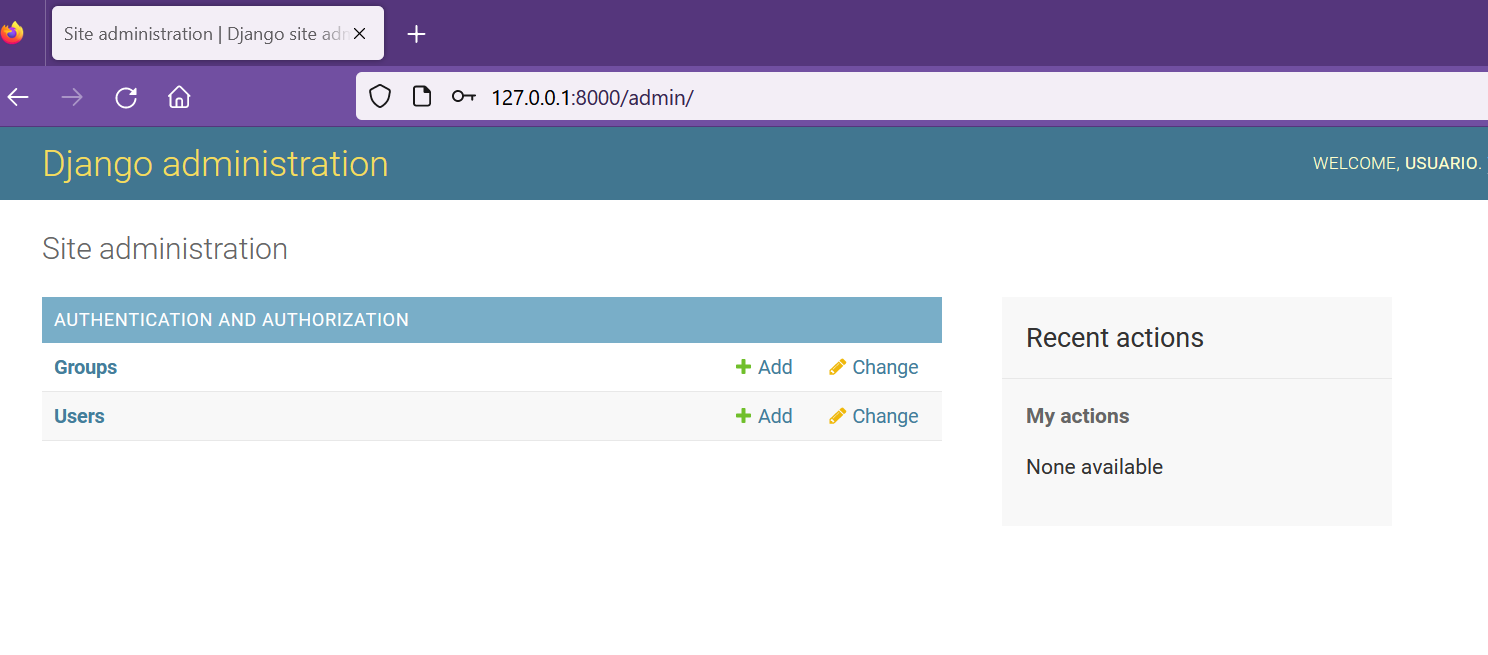 Site administration | Django site adn
127.0.0.1:8000/admin/
Django administration
WELCOME, USUARIO.
Site administration
AUTHENTICATION AND AUTHORIZATION
Groups Add Change
Users Add Change
Recent actions
My actions
None available